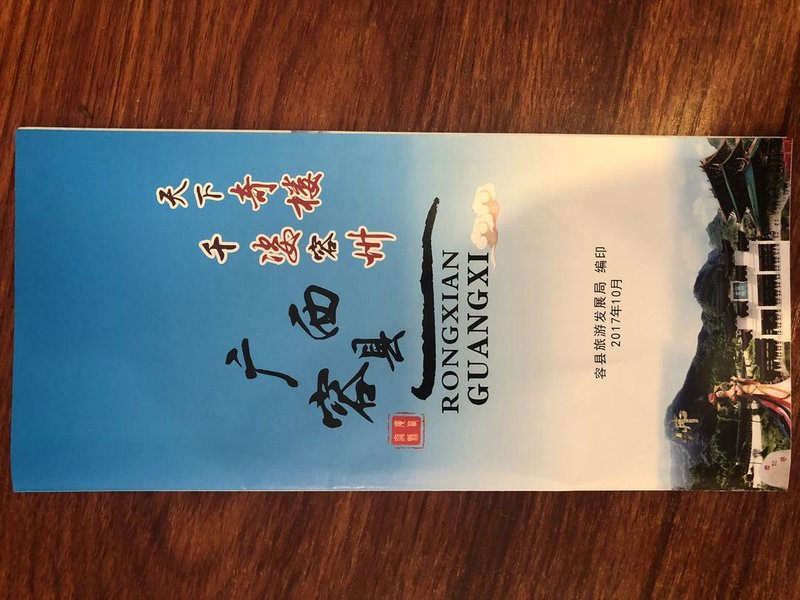 天下奇楼
千 容州
广西
容县
RONGXIAN
GUANGXI
容县旅游发展局 编印
2017年10月
佛